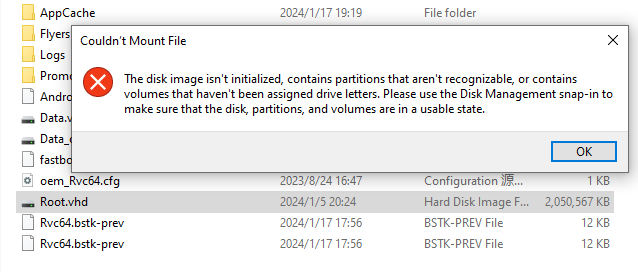 AppCache 2024/1/17 19:19 File folder
Flyers
Logs
Promo
Andro
Data.v
Data_
fastbo
Couldn't Mount File
The disk image isn't initialized, contains partitions that aren't recognizable, or contains
volumes that haven't been assigned drive letters. Please use the Disk Management snap-in to
make sure that the disk, partitions, and volumes are in a usable state.
OK
oem_Rvc64.cfg 2023/8/24 16:47 Configuration 源... 1 KB
Root.vhd 2024/1/5 20:24 Hard Disk Image F... 2,050,567 KB
Rvc64.bstk-prev 2024/1/17 17:56 BSTK-PREV File 12 KB
Rvc64.bstk-prev 2024/1/17 17:56 BSTK-PREV File 12 KB